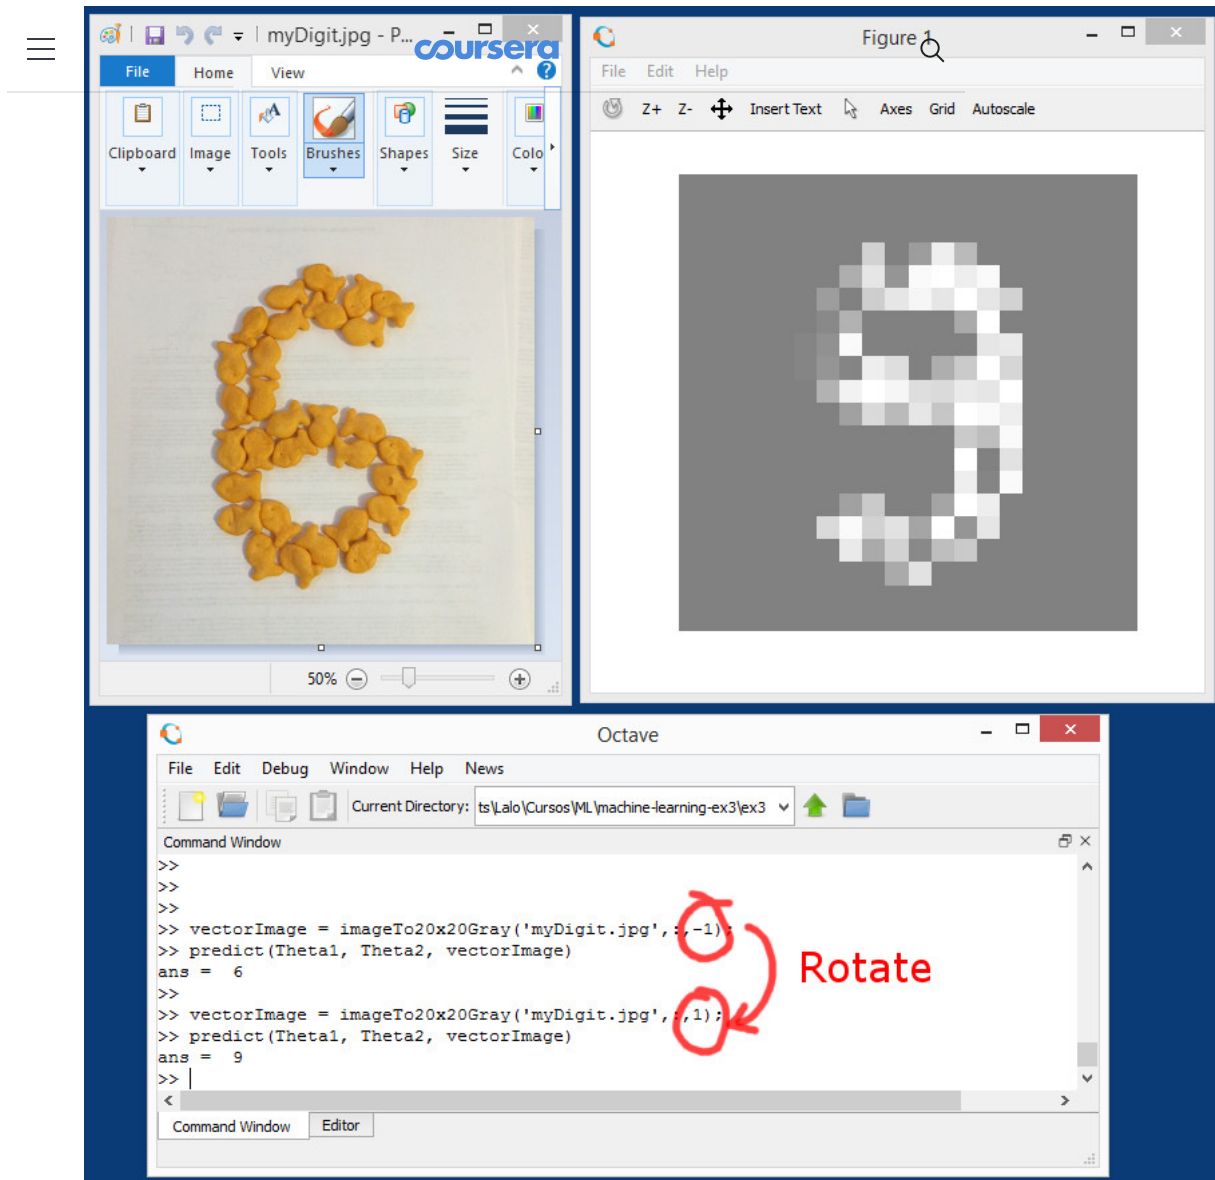 myDigit.jpg - P...
coursera
File Home View
Clipboard Image Tools Brushes Shapes Size Colo
50%
Figure 1
File Edit Help
Z+ Z- Insert Text Axes Grid Autoscale
Octave
File Edit Debug Window Help News
Current Directory: ts\Lalo\Cursos\ML\machine-learning-ex3\ex3
Command Window
>>
>>
>>
>> vectorImage = imageTo20x20Gray('myDigit.jpg',:,-1);
>> predict(Theta1, Theta2, vectorImage)
ans = 6
>>
>> vectorImage = imageTo20x20Gray('myDigit.jpg',:,1);
>> predict(Theta1, Theta2, vectorImage)
ans = 9
>>
Rotate
Command Window Editor